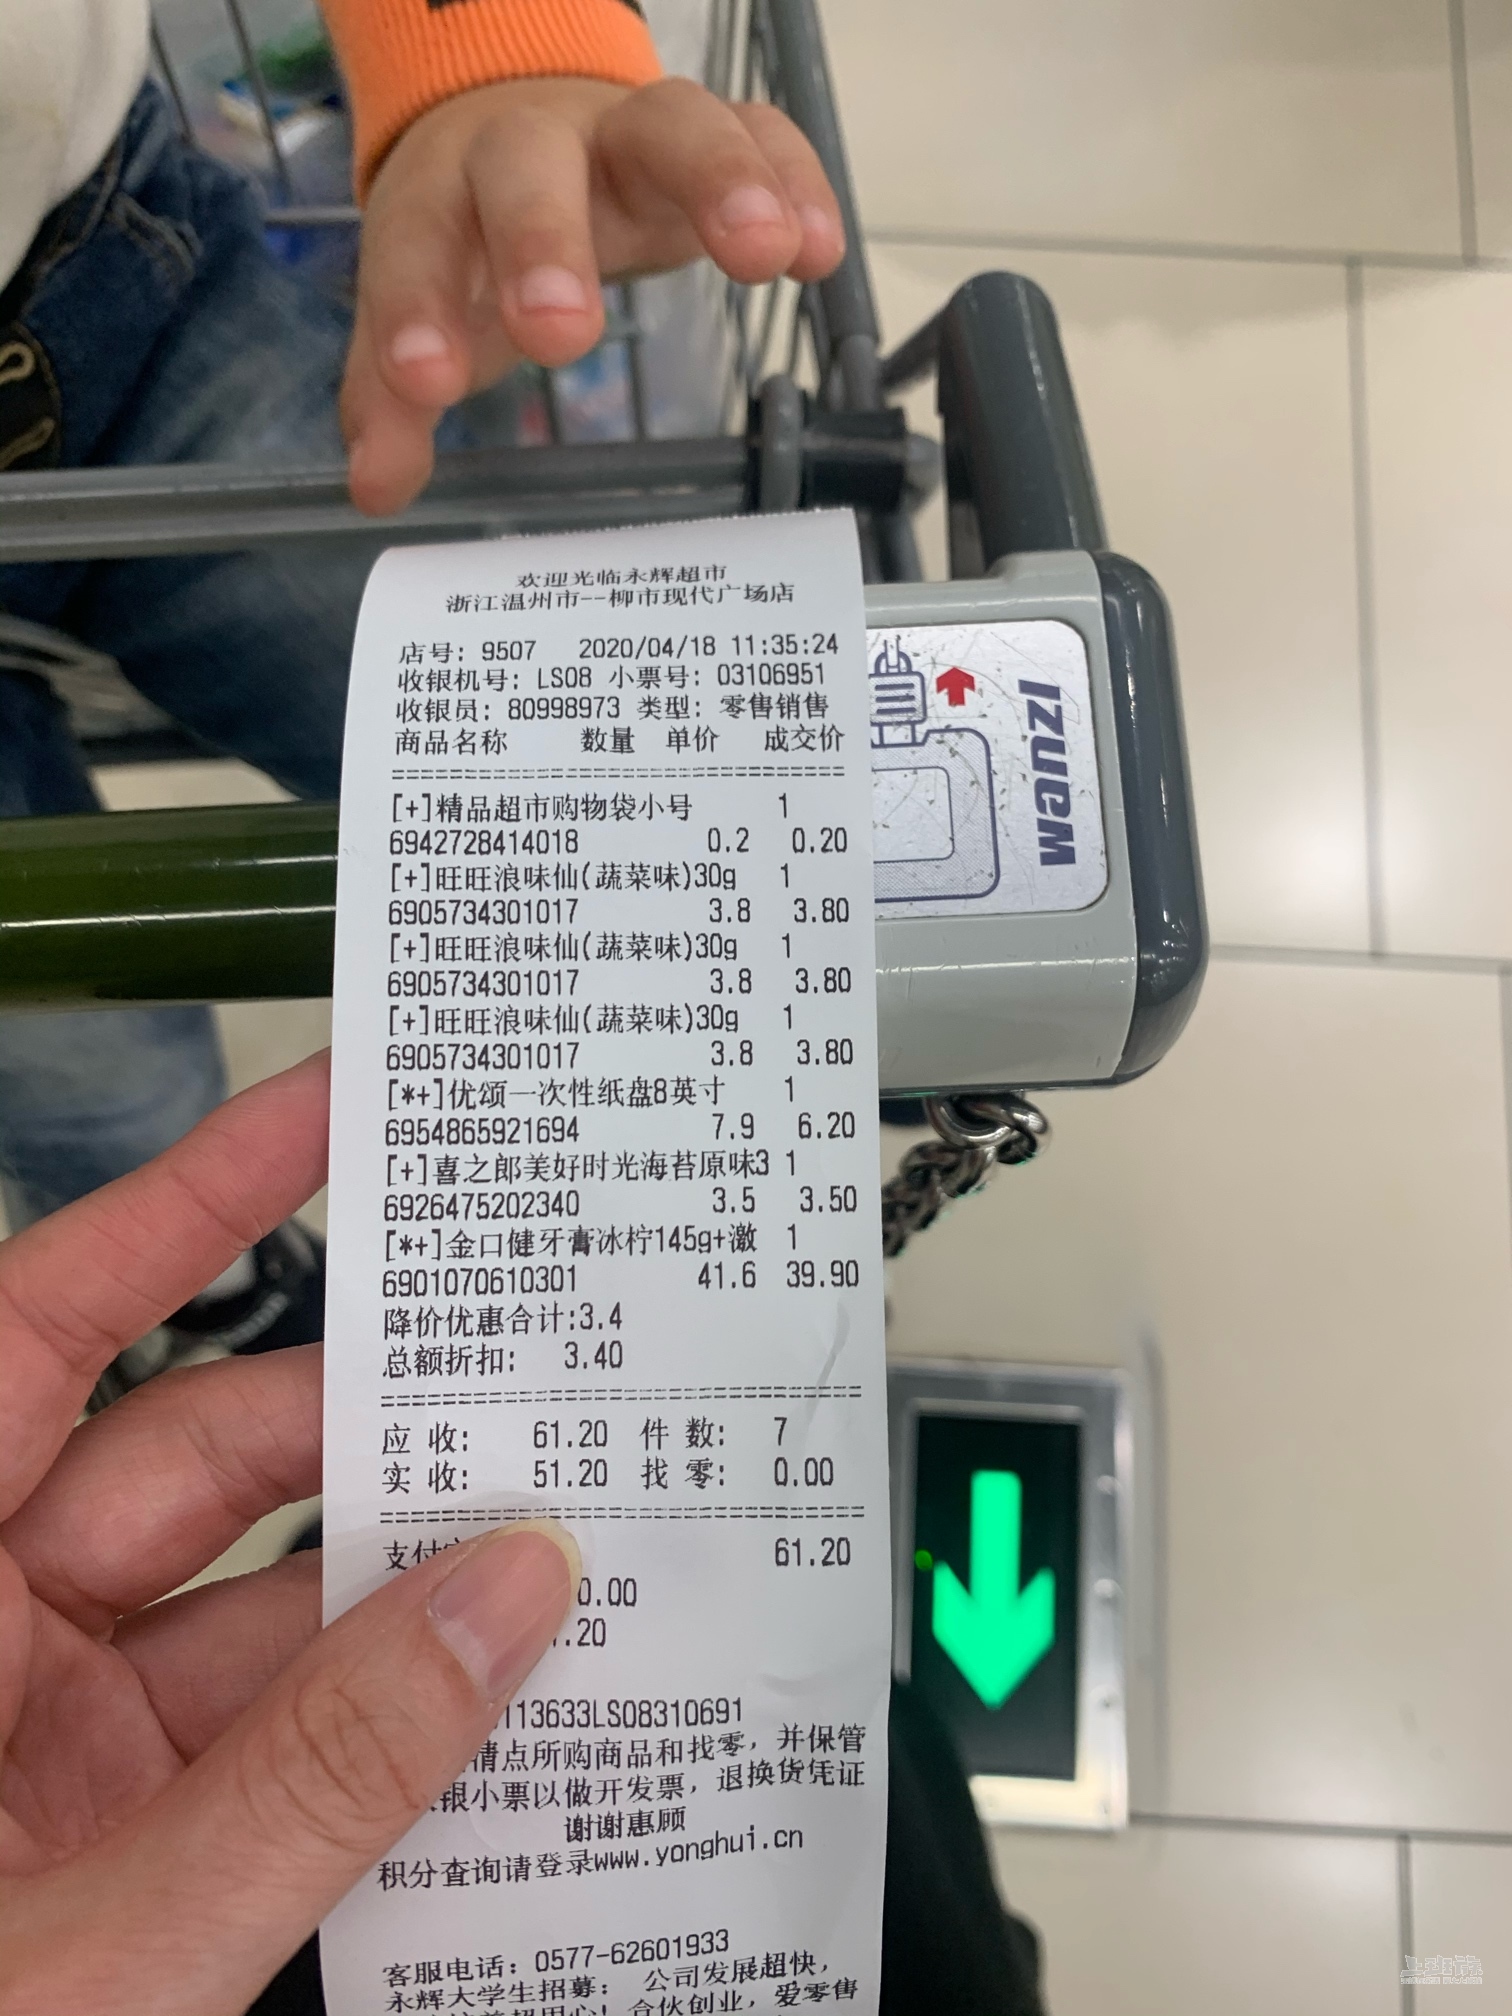 欢迎光临永辉超市
浙江温州市--柳市现代广场店
店号: 9507 2020/04/18 11:35:24
收银机号: LS08 小票号: 03106951
收银员: 80998973 类型: 零售销售
商品名称 数量 单价 成交价
[+]精品超市购物袋小号 1
6942728414018 0.2 0.20
[+]旺旺浪味仙(蔬菜味)30g 1
6905734301017 3.8 3.80
[+]旺旺浪味仙(蔬菜味)30g 1
6905734301017 3.8 3.80
[+]旺旺浪味仙(蔬菜味)30g 1
6905734301017 3.8 3.80
[*+]优颂一次性纸盘8英寸 1
6954865921694 7.9 6.20
[+]喜之郎美好时光海苔原味3 1
6926475202340 3.5 3.50
[*+]金口健牙膏冰柠145g+激 1
6901070610301 41.6 39.90
降价优惠合计:3.4
总额折扣: 3.40
应 收: 61.20 件 数: 7
实 收: 51.20 找 零: 0.00
支付 61.20
0.00
.20
113633LS08310691
清点所购商品和找零，并保管
银小票以做开发票，退换货凭证
谢谢惠顾
积分查询请登录www.yonghui.cn
客服电话: 0577-62601933
永辉大学生招募: 公司发展超快，
合伙创业，爱零售
wanzl